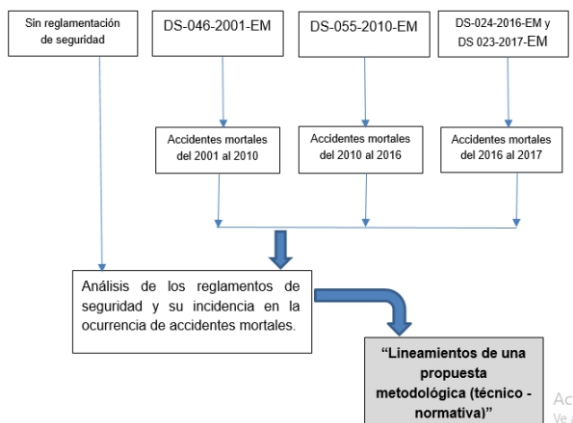 Sin reglamentación
de seguridad
DS-046-2001-EM
DS-055-2010-EM
DS-024-2016-EM y
DS 023-2017-EM
Accidentes mortales
del 2001 al 2010
Accidentes mortales
del 2010 al 2016
Accidentes mortales
del 2016 al 2017
Análisis de los reglamentos de
seguridad y su incidencia en la
ocurrencia de accidentes mortales.
“Lineamientos de una
propuesta
metodológica (técnico -
normativa)”
Ac
Ve a